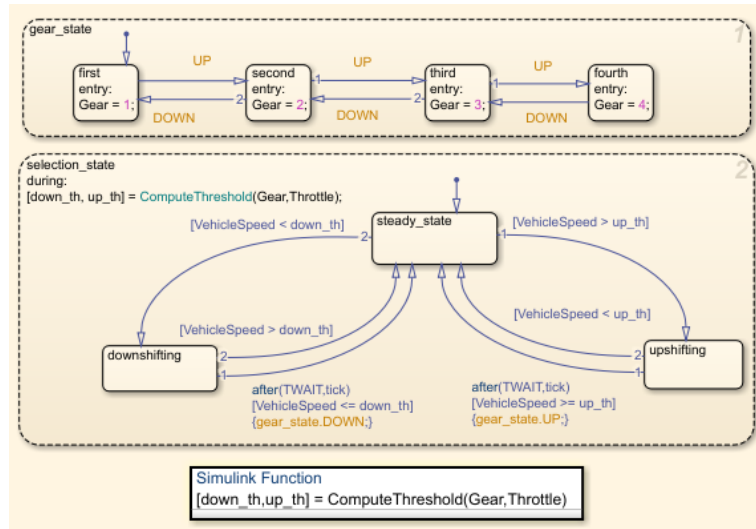 gear_state
1
first
entry:
Gear = 1;
UP
DOWN
second
entry:
Gear = 2;
1
2
UP
DOWN
third
entry:
Gear = 3;
1
2
UP
DOWN
fourth
entry:
Gear = 4;
selection_state
2
during:
[down_th, up_th] = ComputeThreshold(Gear,Throttle);
steady_state
[VehicleSpeed < down_th]
2
[VehicleSpeed > up_th]
1
[VehicleSpeed > down_th]
[VehicleSpeed < up_th]
downshifting
2
1
upshifting
2
1
after(TWAIT,tick)
[VehicleSpeed <= down_th]
{gear_state.DOWN;}
after(TWAIT,tick)
[VehicleSpeed >= up_th]
{gear_state.UP;}
Simulink Function
[down_th,up_th] = ComputeThreshold(Gear,Throttle)